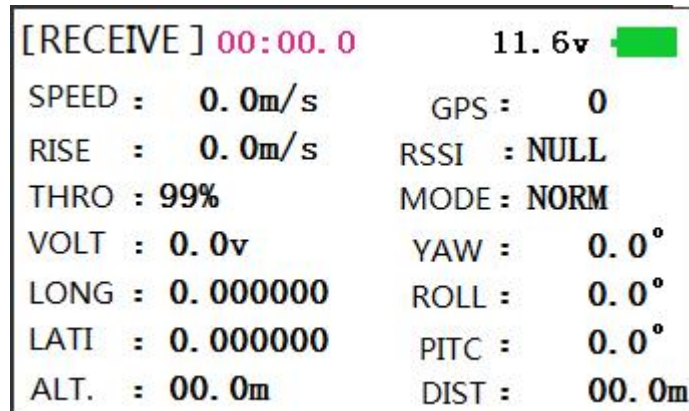 [RECEIVE] 00:00.0 11.6v
SPEED : 0.0m/s GPS : 0
RISE : 0.0m/s RSSI : NULL
THRO : 99% MODE : NORM
VOLT : 0.0v YAW : 0.0°
LONG : 0.000000 ROLL : 0.0°
LATI : 0.000000 PITC : 0.0°
ALT. : 00.0m DIST : 00.0m